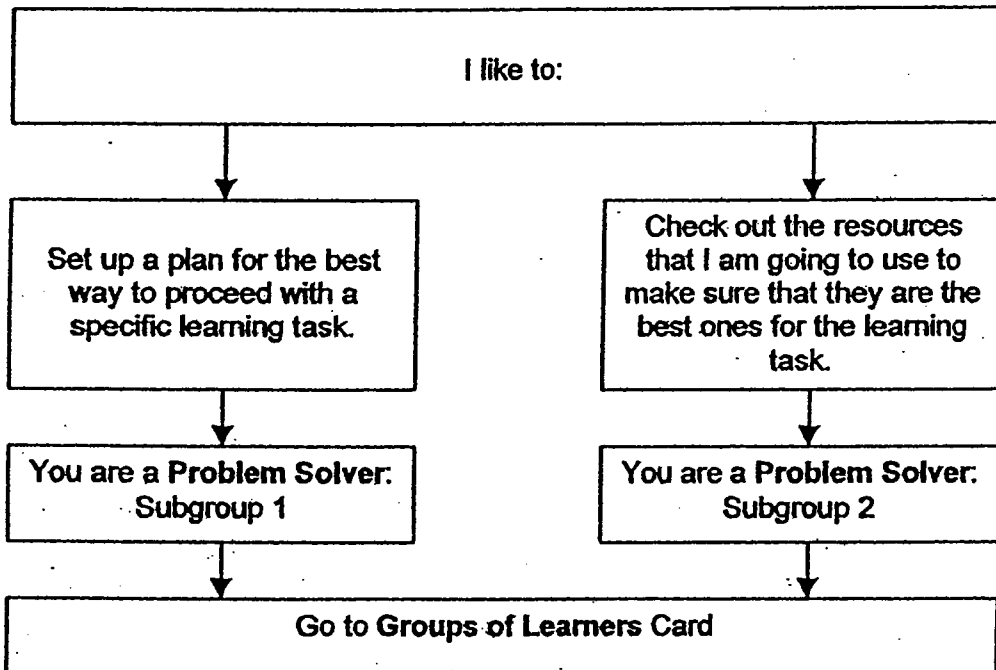 I like to:
Set up a plan for the best
way to proceed with a
specific learning task.
Check out the resources
that I am going to use to
make sure that they are the
best ones for the learning
task.
You are a Problem Solver:
Subgroup 1
You are a Problem Solver:
Subgroup 2
Go to Groups of Learners Card